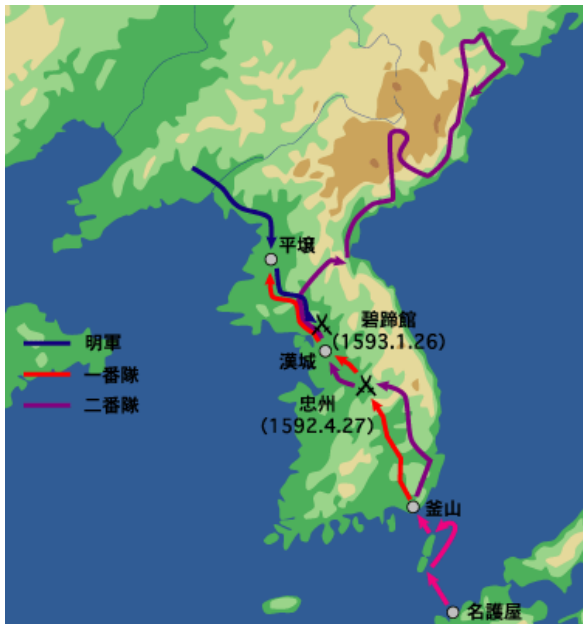 平壌
碧蹄館
(1593.1.26)
明軍
漢城
一番隊
二番隊
忠州
(1592.4.27)
釜山
名護屋